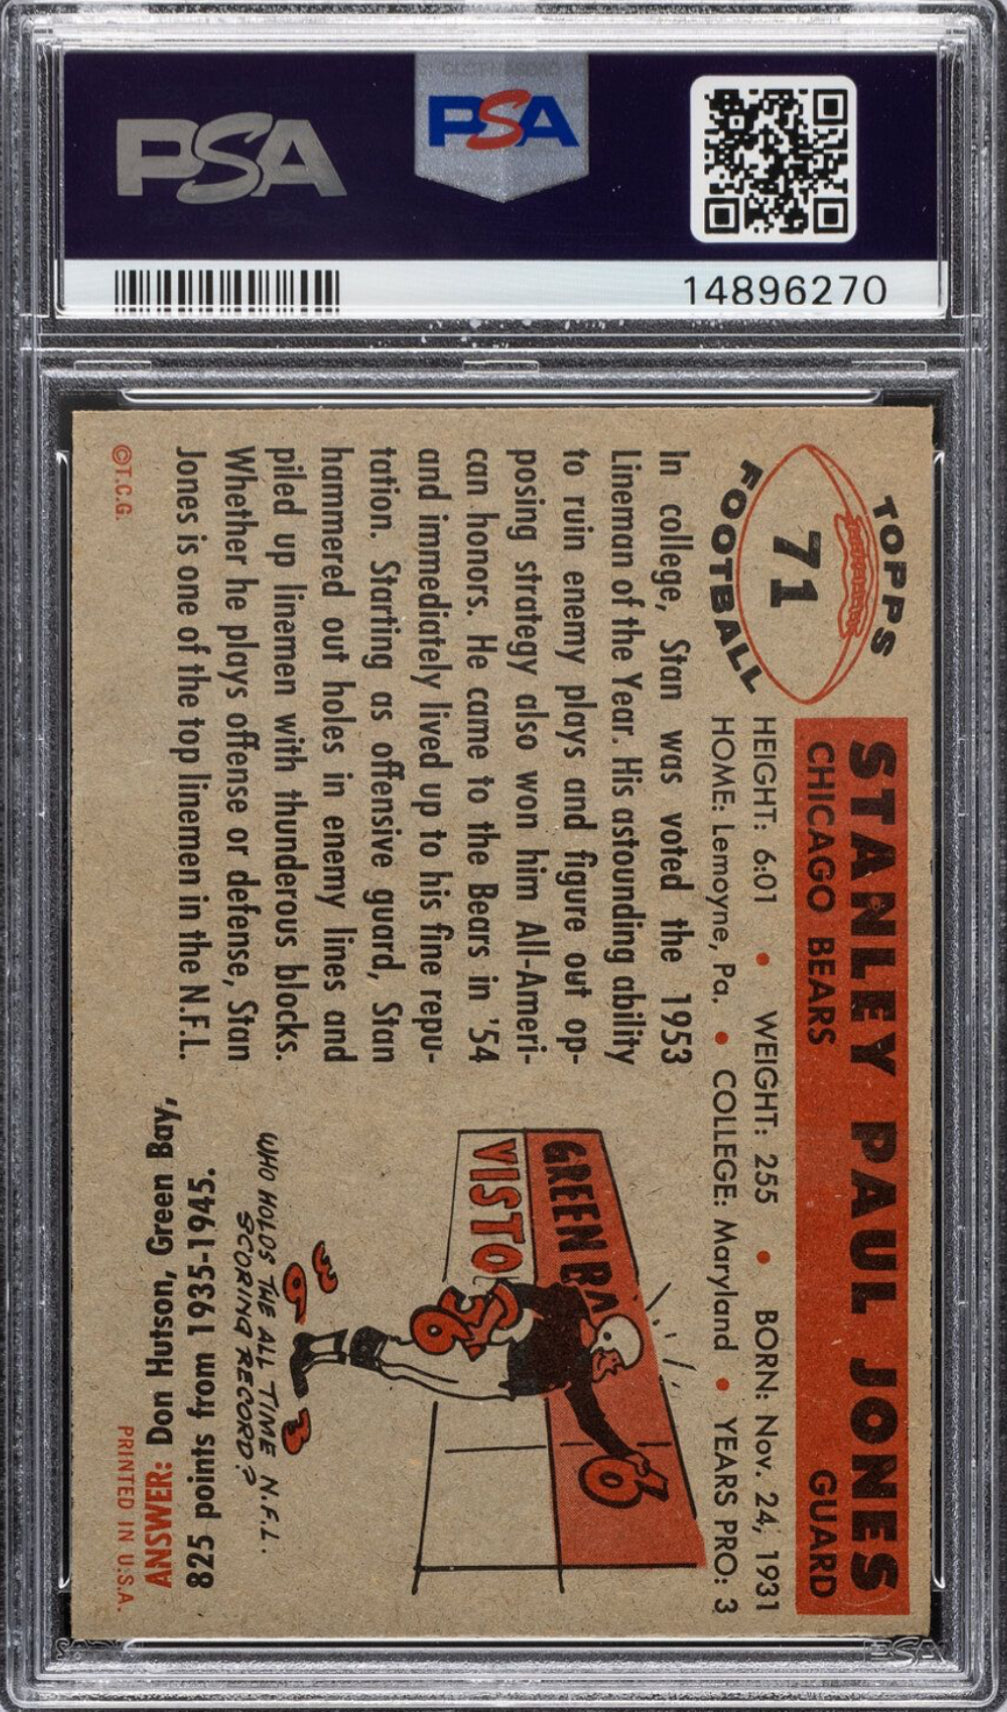 PSA
PSA
14896270
TOPPS
71
FOOTBALL
STANLEY PAUL JONES
CHICAGO BEARS GUARD
HEIGHT: 6:01 • WEIGHT: 255 • BORN: Nov. 24, 1931
HOME: Lemoyne, Pa. • COLLEGE: Maryland • YEARS PRO: 3
In college, Stan was voted the 1953
Lineman of the Year. His astounding ability
to ruin enemy plays and figure out op-
posing strategy also won him All-Ameri-
can honors. He came to the Bears in '54
and immediately lived up to his fine repu-
tation. Starting as offensive guard, Stan
hammered out holes in enemy lines and
piled up linemen with thunderous blocks.
Whether he plays offense or defense, Stan
Jones is one of the top linemen in the N.F.L.
©T.C.G.
GREEN BAY
VISTO
6
3
6
3
WHO HOLDS THE ALL TIME N.F.L.
SCORING RECORD?
ANSWER: Don Hutson, Green Bay,
825 points from 1935-1945.
PRINTED IN U.S.A.
PSA